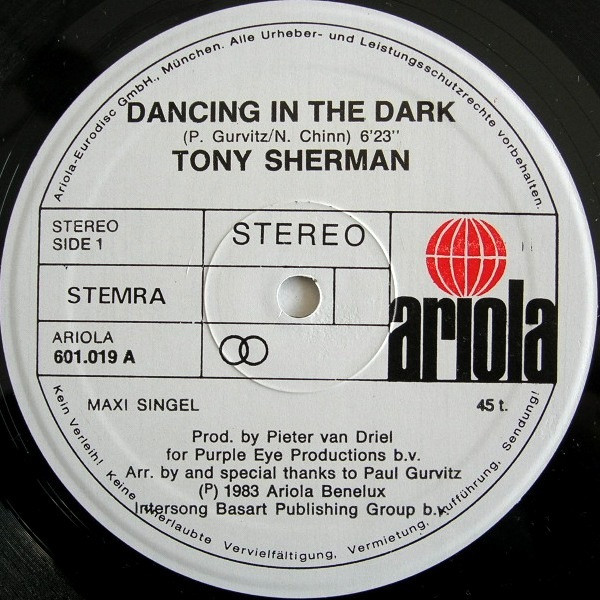 Ariola-Eurodisc GmbH., München. Alle Urheber- und Leistungsschutzrechte vorbehalten.
DANCING IN THE DARK
(P. Gurvitz/N. Chinn) 6'23''
TONY SHERMAN
STEREO
SIDE 1
STEREO
STEMRA
ARIOLA
601.019 A
ariola
MAXI SINGEL
45 t.
Prod. by Pieter van Driel
for Purple Eye Productions b.v.
Arr. by and special thanks to Paul Gurvitz
(P) 1983 Ariola Benelux
Intersong Basart Publishing Group b.v.
Kein Verleih! Keine unerlaubte Vervielfältigung, Vermietung, Aufführung, Sendung!